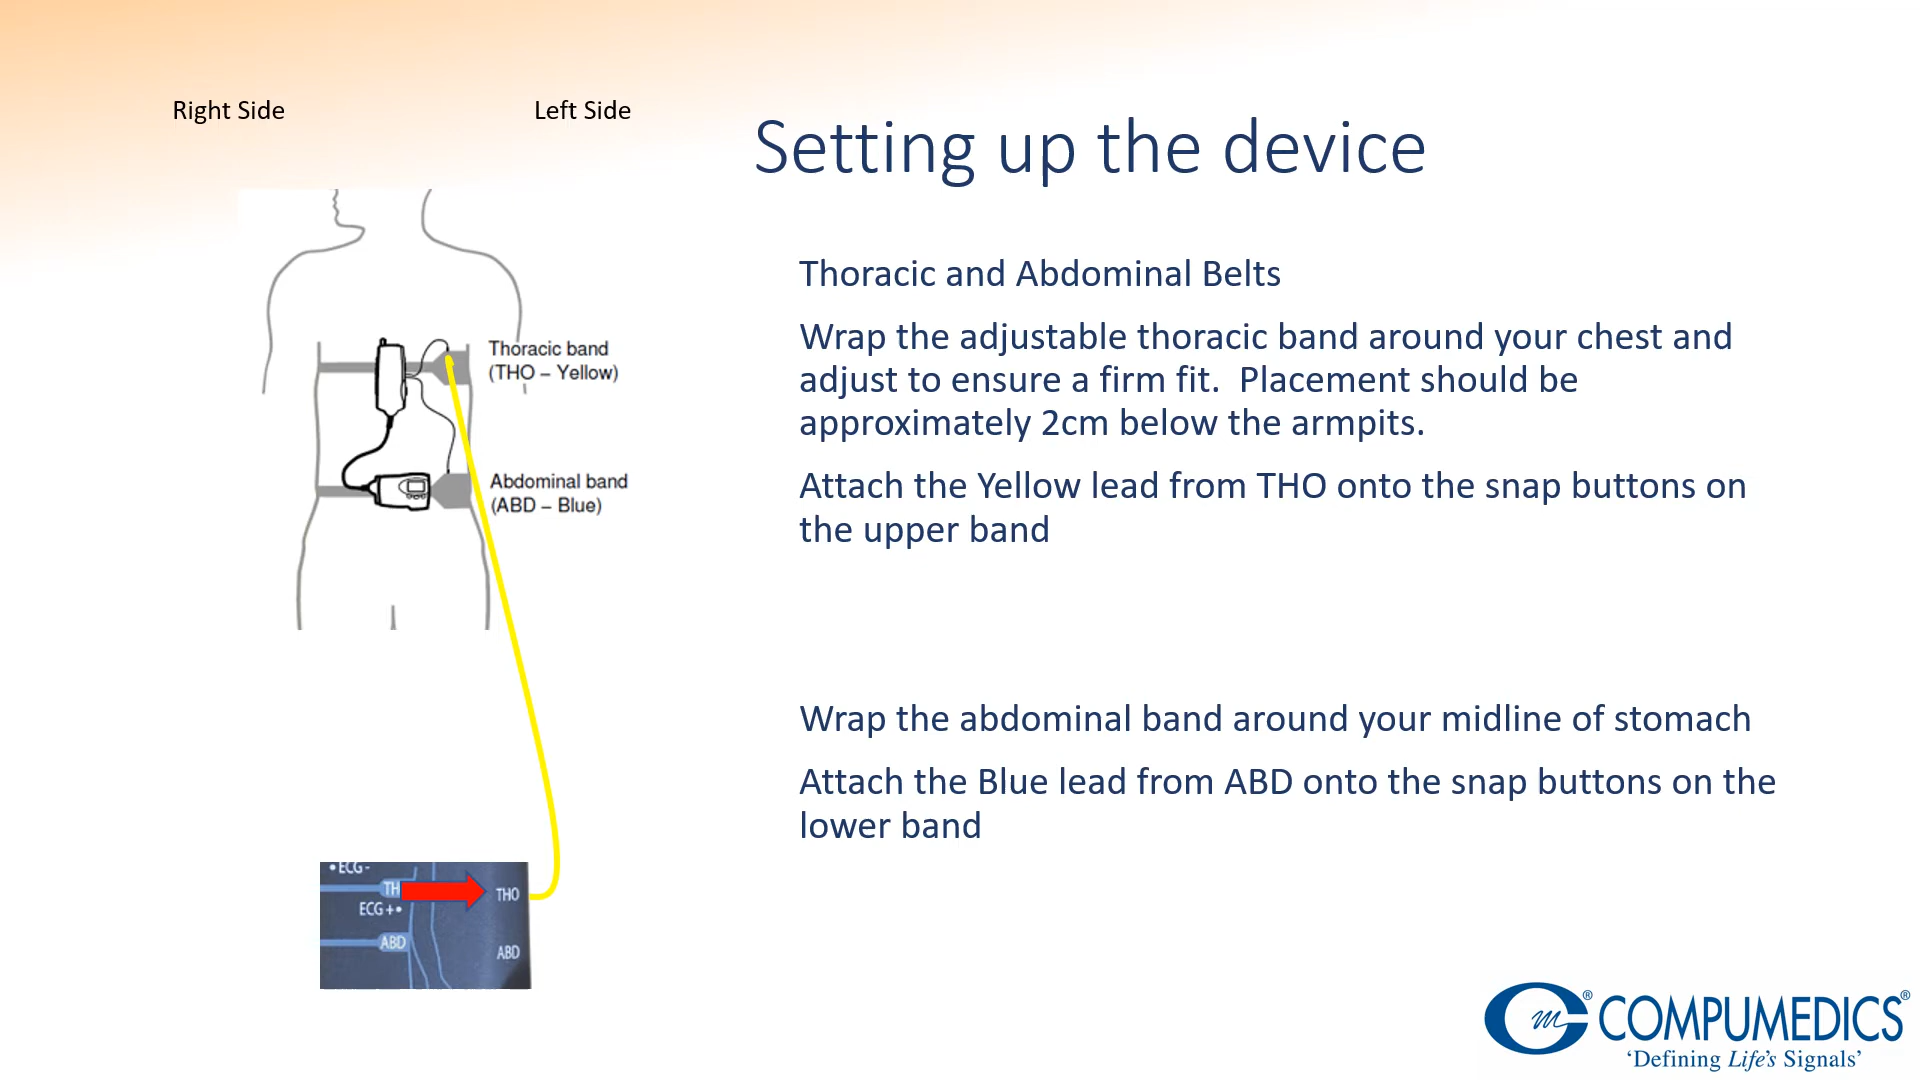 Right Side
Left Side
Setting up the device
Thoracic band
(THO – Yellow)
Abdominal band
(ABD – Blue)
Thoracic and Abdominal Belts
Wrap the adjustable thoracic band around your chest and
adjust to ensure a firm fit.  Placement should be
approximately 2cm below the armpits.
Attach the Yellow lead from THO onto the snap buttons on
the upper band
Wrap the abdominal band around your midline of stomach
Attach the Blue lead from ABD onto the snap buttons on the
lower band
•ECG-
TH
THO
ECG+•
ABD
ABD
®COMPUMEDICS®
‘Defining Life's Signals’